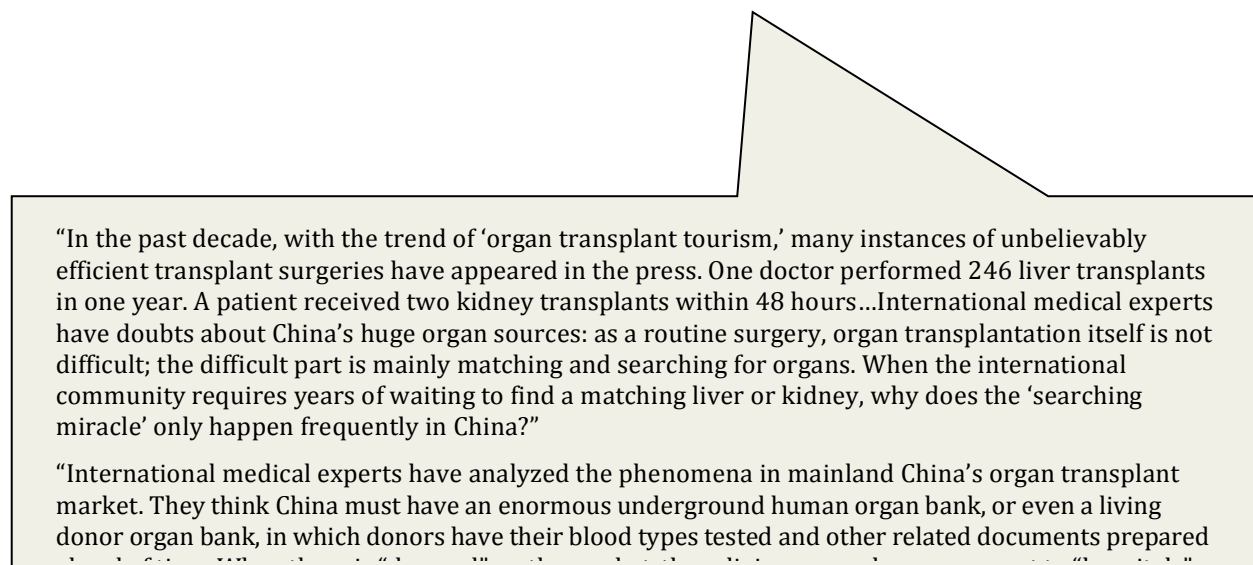 “In the past decade, with the trend of ‘organ transplant tourism,’ many instances of unbelievably
efficient transplant surgeries have appeared in the press. One doctor performed 246 liver transplants
in one year. A patient received two kidney transplants within 48 hours…International medical experts
have doubts about China’s huge organ sources: as a routine surgery, organ transplantation itself is not
difficult; the difficult part is mainly matching and searching for organs. When the international
community requires years of waiting to find a matching liver or kidney, why does the ‘searching
miracle’ only happen frequently in China?”
“International medical experts have analyzed the phenomena in mainland China’s organ transplant
market. They think China must have an enormous underground human organ bank, or even a living
donor organ bank, in which donors have their blood types tested and other related documents prepared